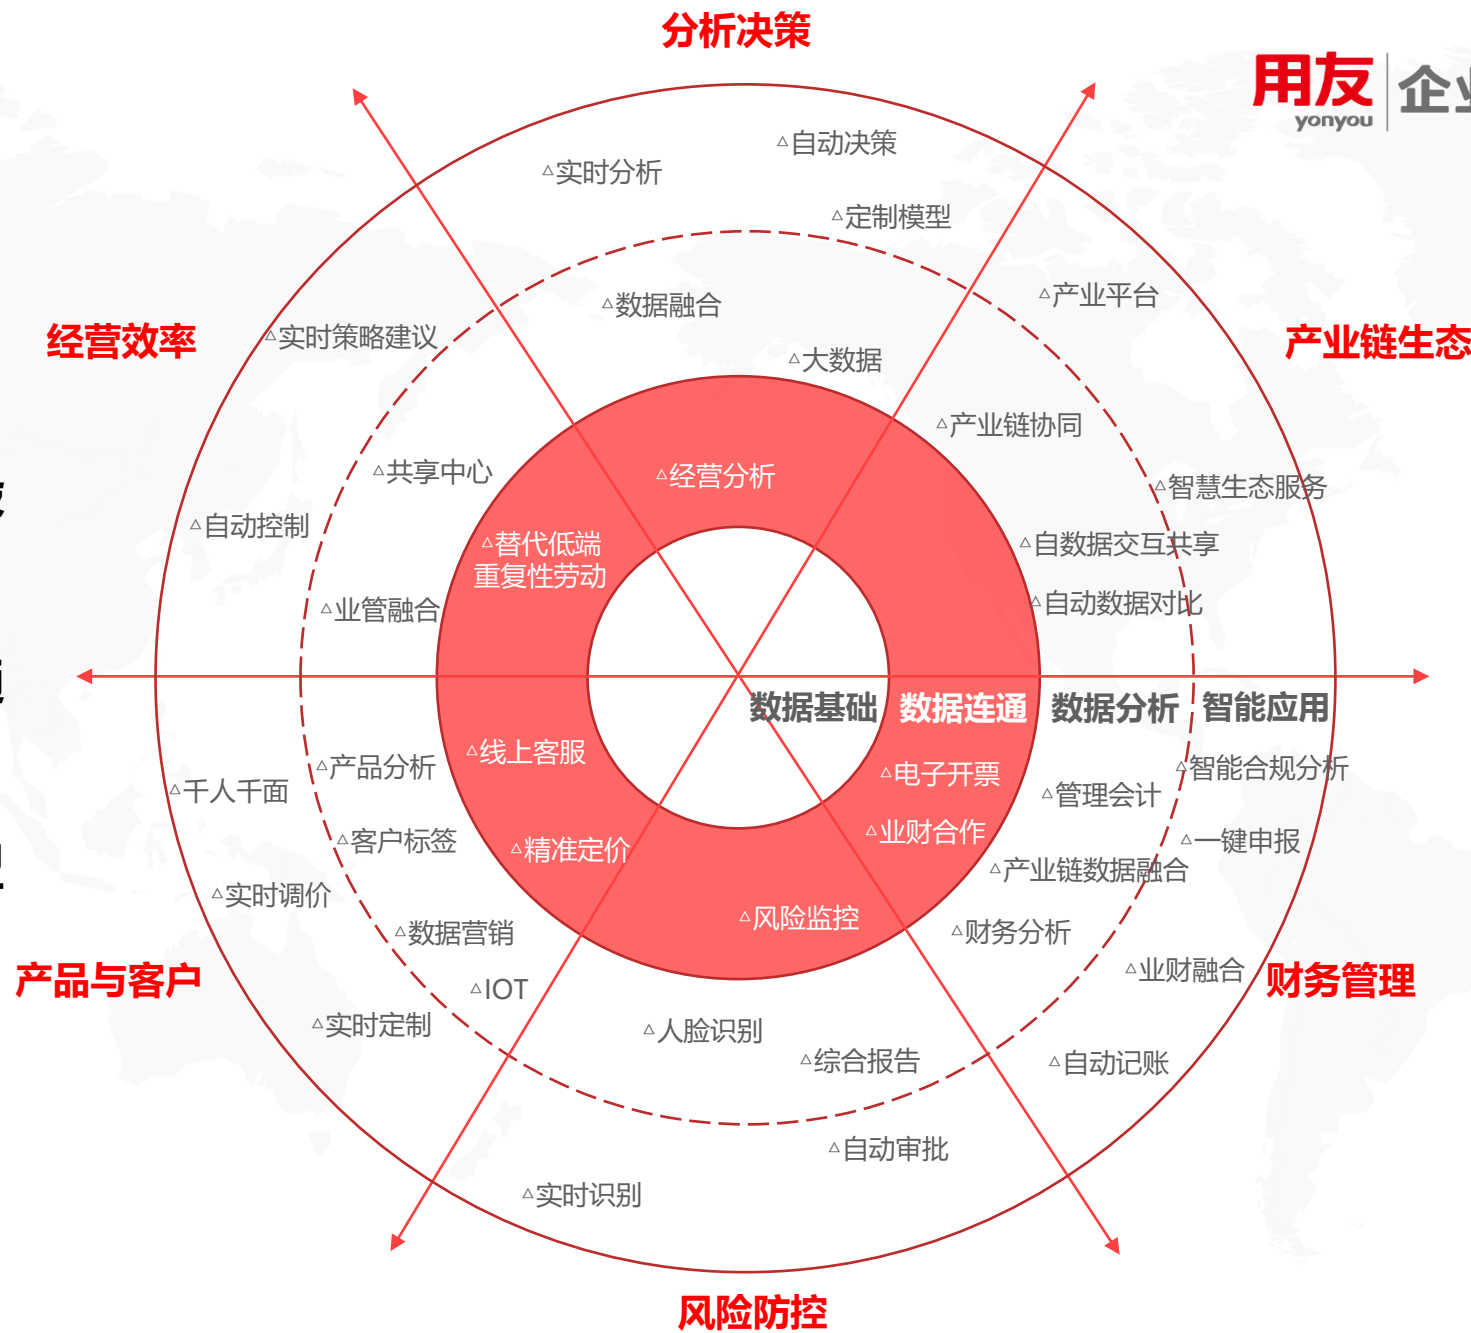 分析决策
用友
yonyou
企业
△自动决策
△实时分析
△定制模型
△产业平台
△数据融合
经营效率
△实时策略建议
产业链生态
△大数据
△产业链协同
△共享中心
△经营分析
△智慧生态服务
△自动控制
△替代低端
重复性劳动
△自数据交互共享
△业管融合
△自动数据对比
数据基础
数据连通
数据分析
智能应用
△线上客服
△产品分析
△电子开票
△智能合规分析
△千人千面
△管理会计
△客户标签
△精准定价
△业财合作
△一键申报
△产业链数据融合
△实时调价
△数据营销
△风险监控
△财务分析
产品与客户
△业财融合
财务管理
△IOT
△实时定制
△人脸识别
△综合报告
△自动记账
△自动审批
△实时识别
风险防控